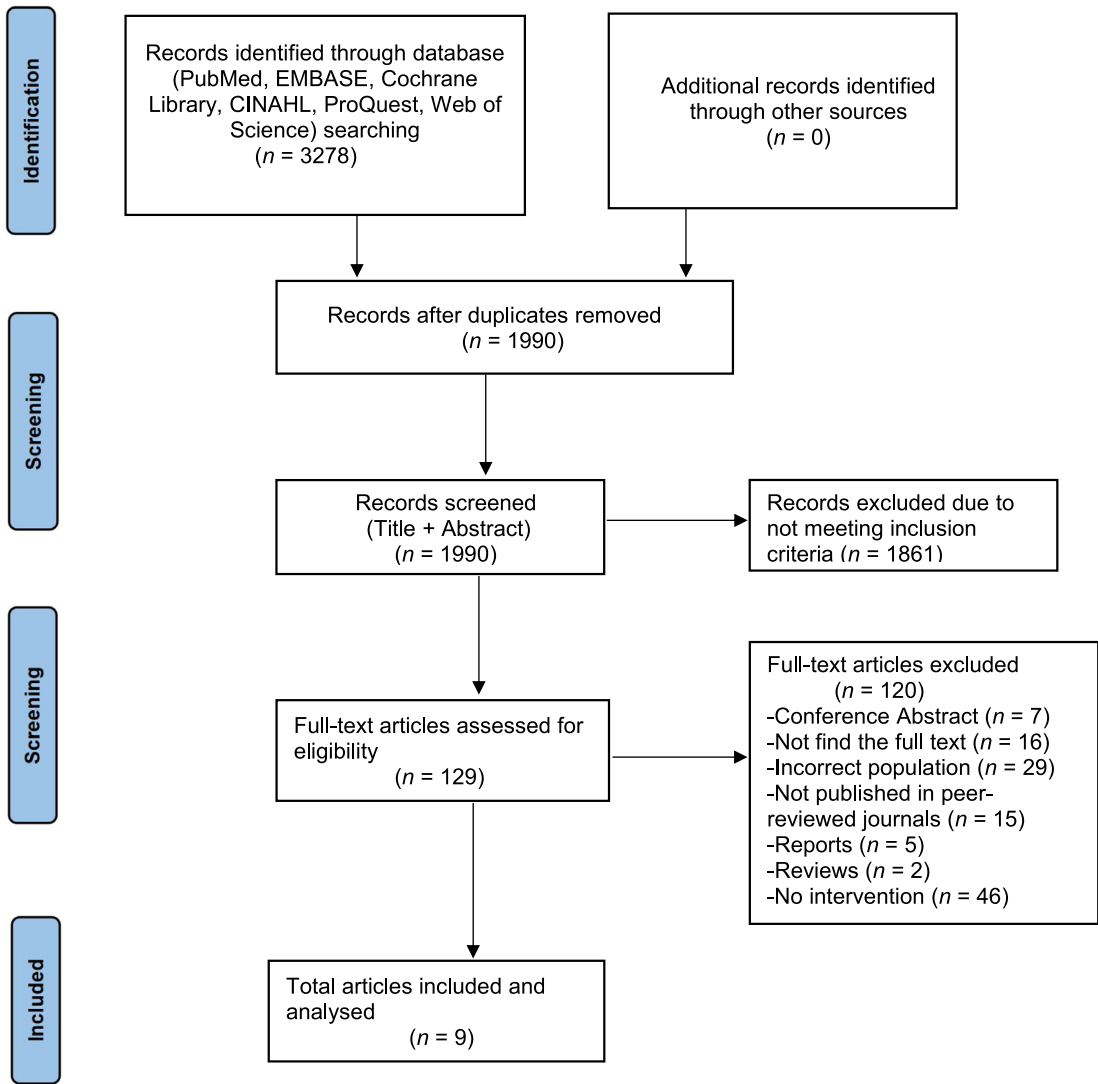 Identification
Records identified through database
(PubMed, EMBASE, Cochrane
Library, CINAHL, ProQuest, Web of
Science) searching
(n = 3278)
Additional records identified
through other sources
(n = 0)
Screening
Records after duplicates removed
(n = 1990)
Records screened
(Title + Abstract)
(n = 1990)
Records excluded due to
not meeting inclusion
criteria (n = 1861)
Screening
Full-text articles assessed for
eligibility
(n = 129)
Full-text articles excluded
(n = 120)
-Conference Abstract (n = 7)
-Not find the full text (n = 16)
-Incorrect population (n = 29)
-Not published in peer-
reviewed journals (n = 15)
-Reports (n = 5)
-Reviews (n = 2)
-No intervention (n = 46)
Included
Total articles included and
analysed
(n = 9)